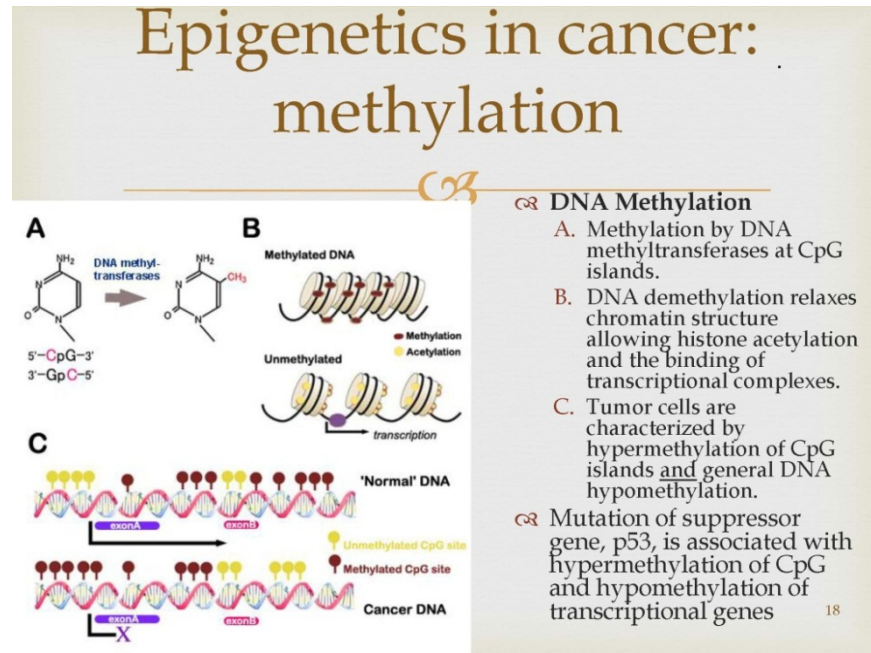 Epigenetics in cancer:
methylation
A
NH₂
DNA methyl-
transferases
NH₂
CH₃
N
N
O
N
O
N
5'–CpG–3'
3'–GpC–5'
B
Methylated DNA
Methylation
Acetylation
Unmethylated
transcription
C
'Normal' DNA
exonA
exonB
Unmethylated CpG site
Methylated CpG site
Cancer DNA
exonA
exonB
X
DNA Methylation
A. Methylation by DNA
methyltransferases at CpG
islands.
B. DNA demethylation relaxes
chromatin structure
allowing histone acetylation
and the binding of
transcriptional complexes.
C. Tumor cells are
characterized by
hypermethylation of CpG
islands and general DNA
hypomethylation.
Mutation of suppressor
gene, p53, is associated with
hypermethylation of CpG
and hypomethylation of
transcriptional genes
18